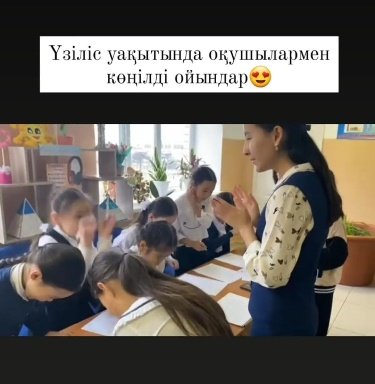 Үзіліс уақытында оқушылармен
көңілді ойындар😍